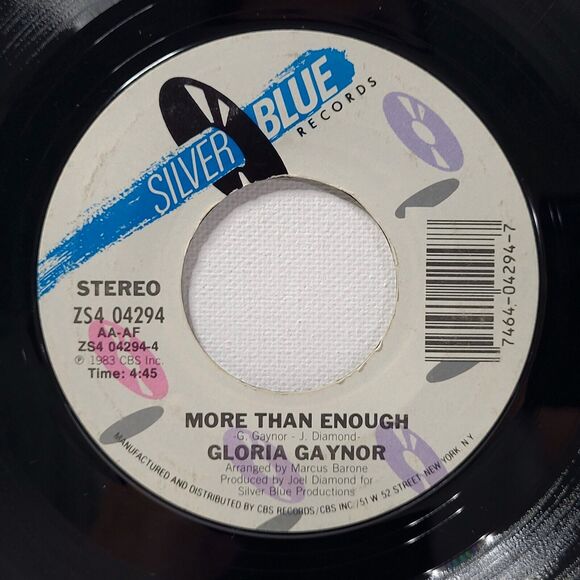 SILVER BLUE
RECORDS
STEREO
ZS4 04294
AA-AF
ZS4 04294-4
℗ 1983 CBS Inc.
Time: 4:45
7464-04294-7
MORE THAN ENOUGH
-G. Gaynor - J. Diamond-
GLORIA GAYNOR
Arranged by Marcus Barone
Produced by Joel Diamond for
Silver Blue Productions
MANUFACTURED AND DISTRIBUTED BY CBS RECORDS/CBS INC./51 W 52 STREET-NEW YORK, N.Y.